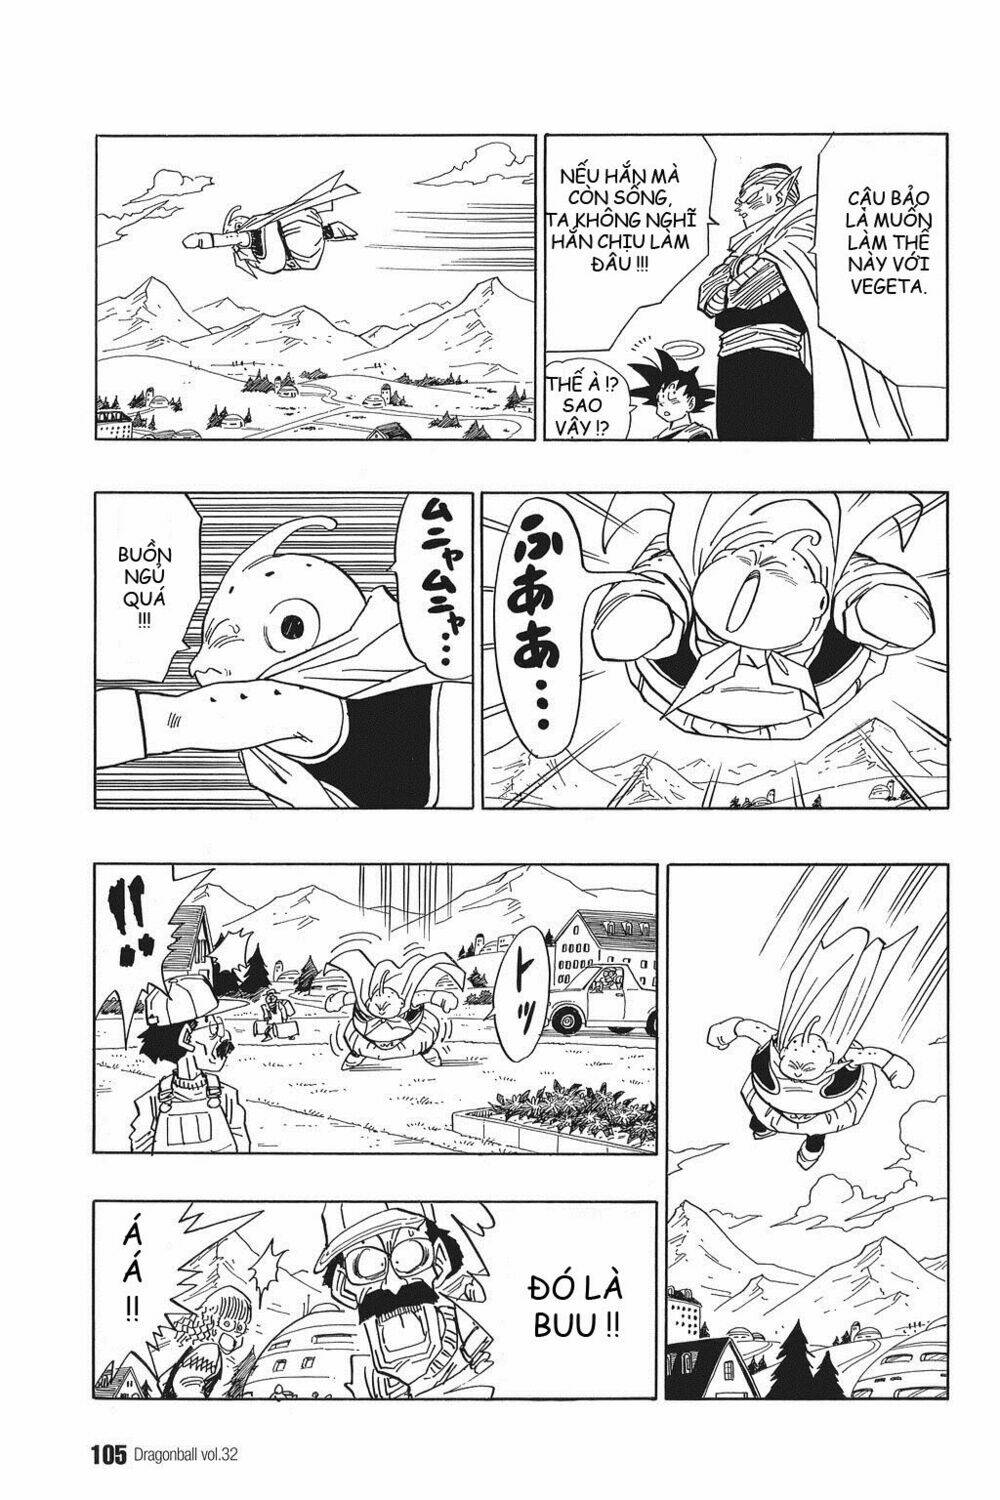 CẬU BẢO
LÀ MUỐN
LÀM THẾ
NÀY VỚI
VEGETA.
NẾU HẮN MÀ
CÒN SỐNG,
TA KHÔNG NGHĨ
HẮN CHỊU LÀM
ĐÂU !!!
THẾ À !?
SAO
VẬY !?
ふああ…
ムニャムニャ…
BUỒN
NGỦ
QUÁ
!!!
トッ
!!
ĐÓ LÀ
BUU !!
Á
Á
!!
105 Dragonball vol.32